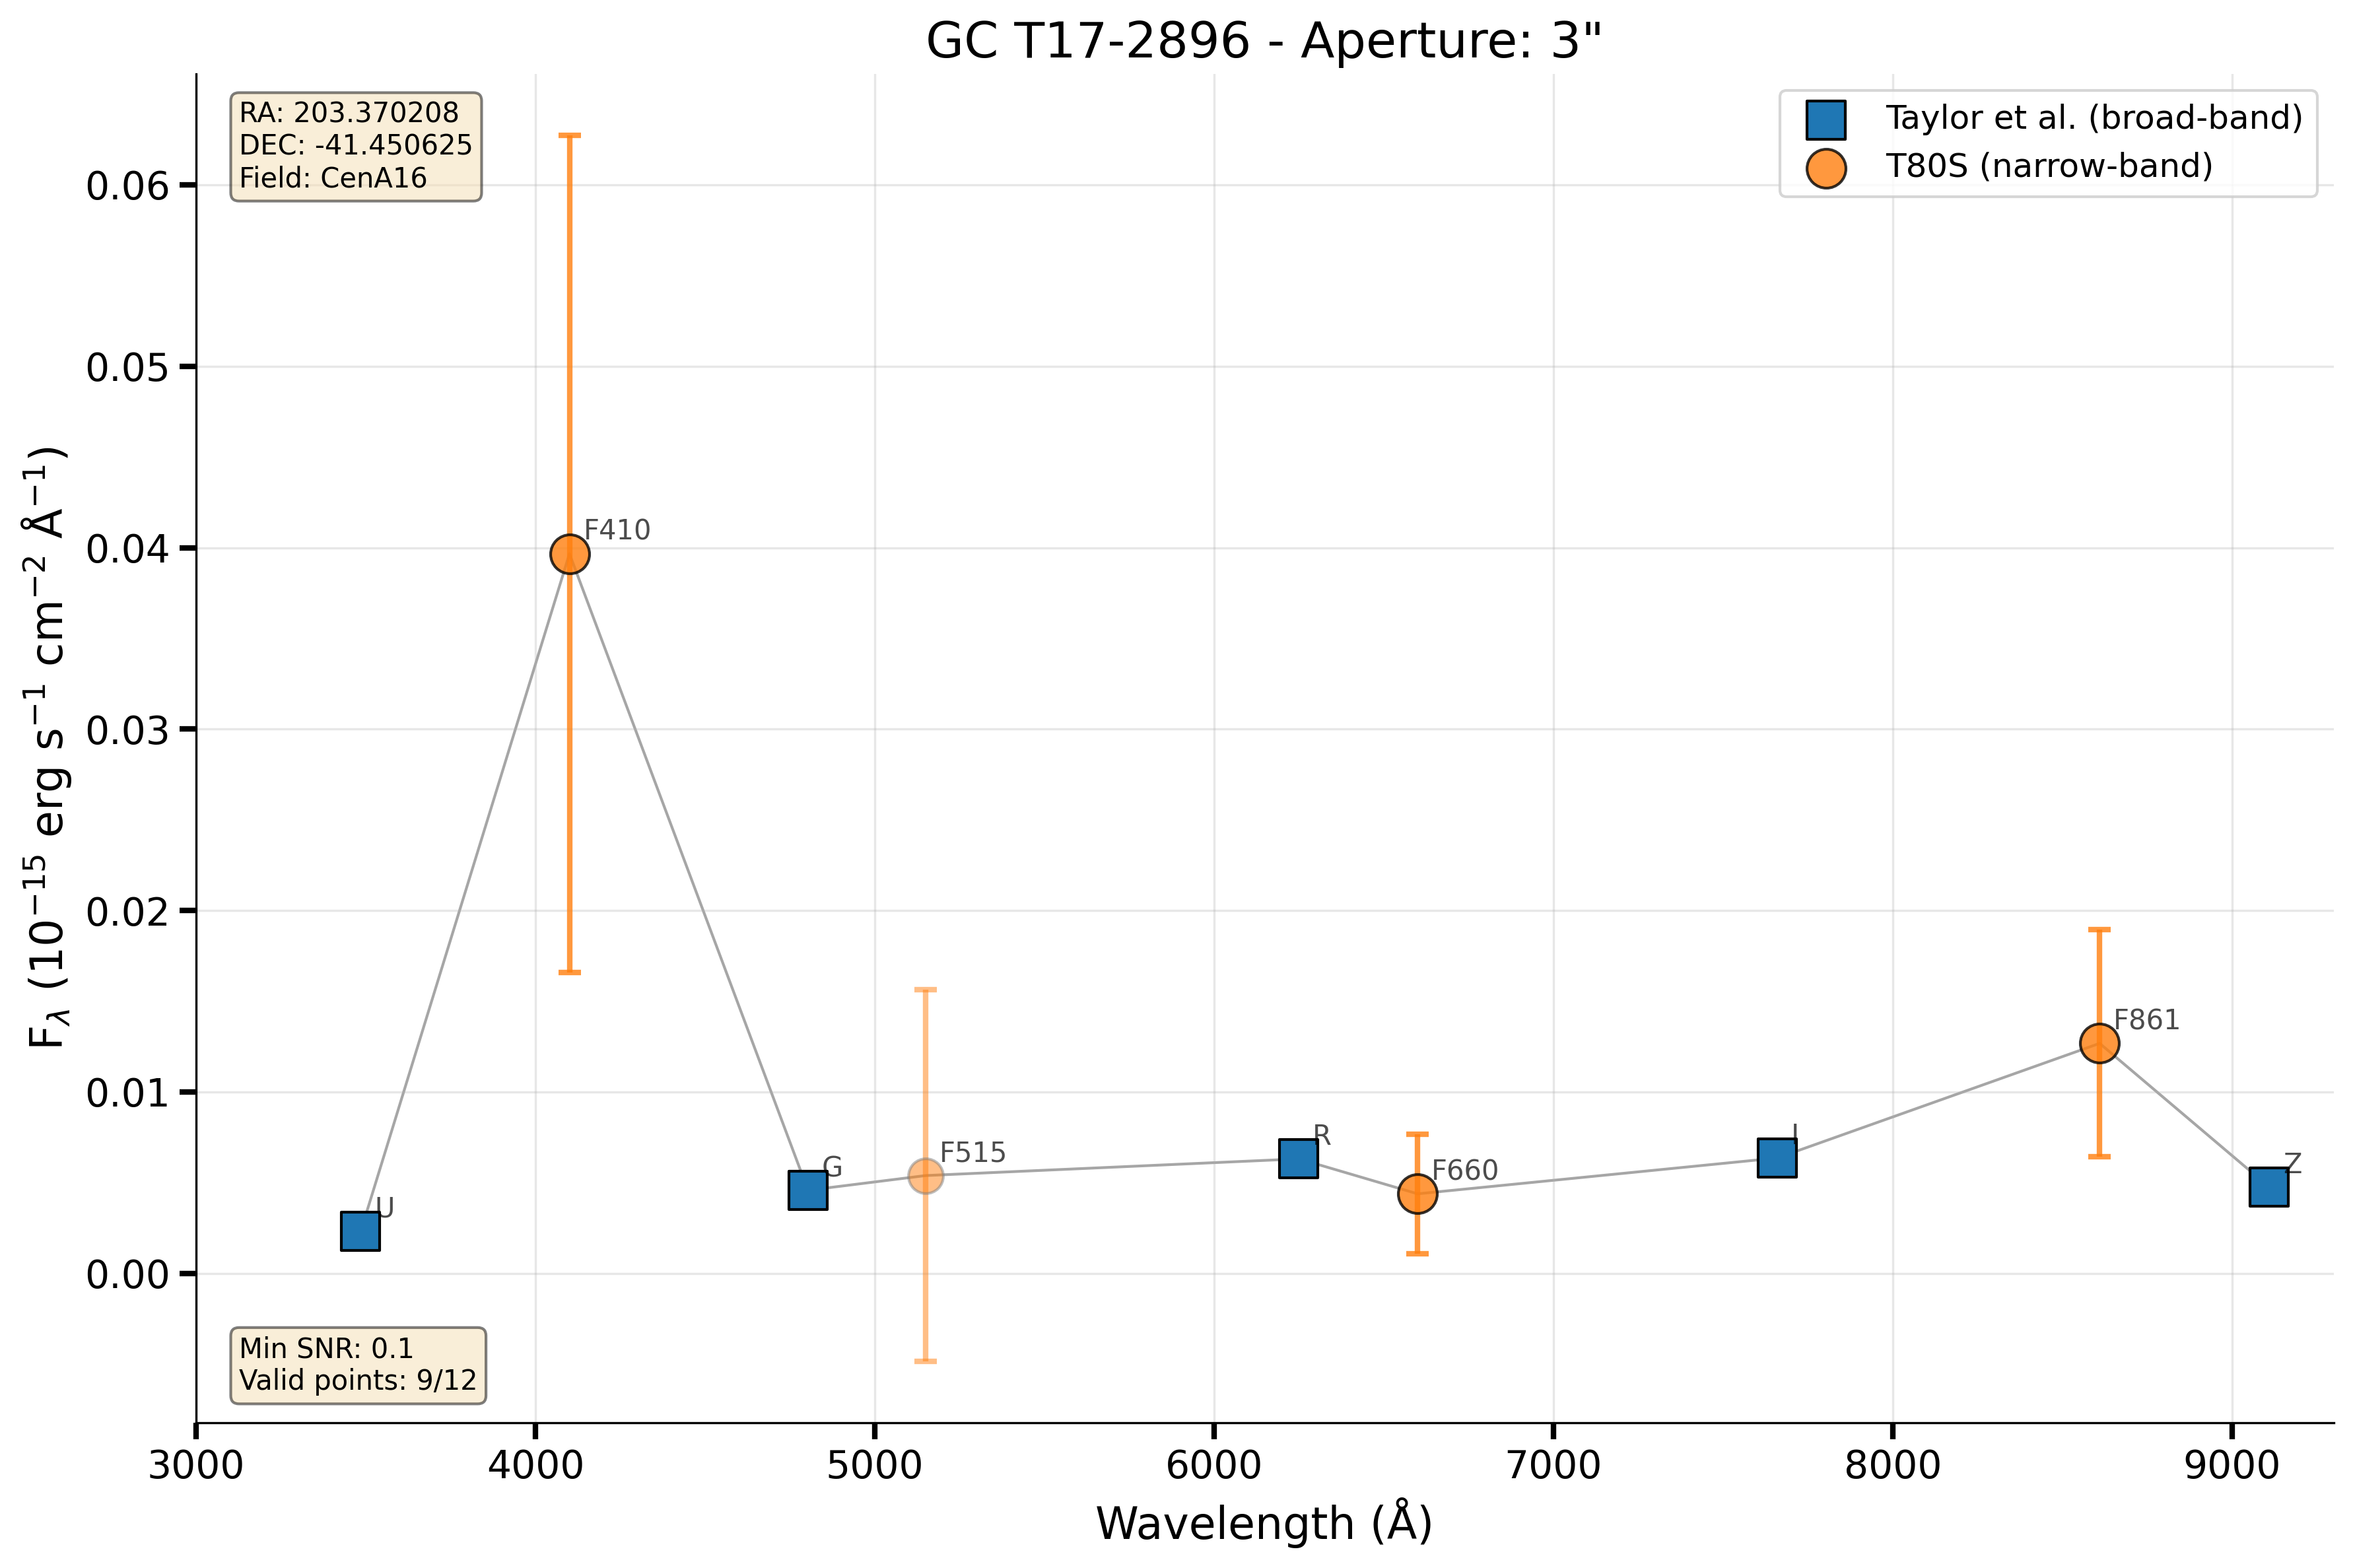 GC T17-2896 - Aperture: 3"
RA: 203.370208
DEC: -41.450625
Field: CenA16
Taylor et al. (broad-band)
T80S (narrow-band)
F_λ (10⁻¹⁵ erg s⁻¹ cm⁻² Å⁻¹)
0.06
0.05
0.04
0.03
0.02
0.01
0.00
F410
U
G
F515
R
F660
I
F861
Z
Min SNR: 0.1
Valid points: 9/12
3000 4000 5000 6000 7000 8000 9000
Wavelength (Å)